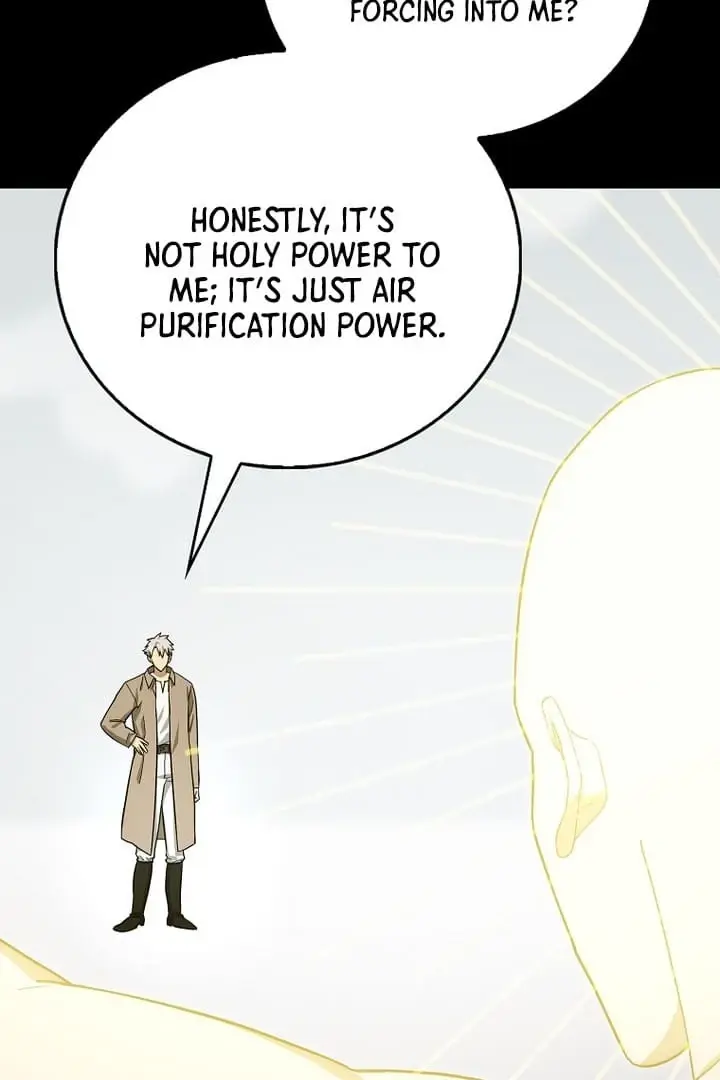 FORCING INTO ME?
HONESTLY, IT'S
NOT HOLY POWER TO
ME; IT'S JUST AIR
PURIFICATION POWER.